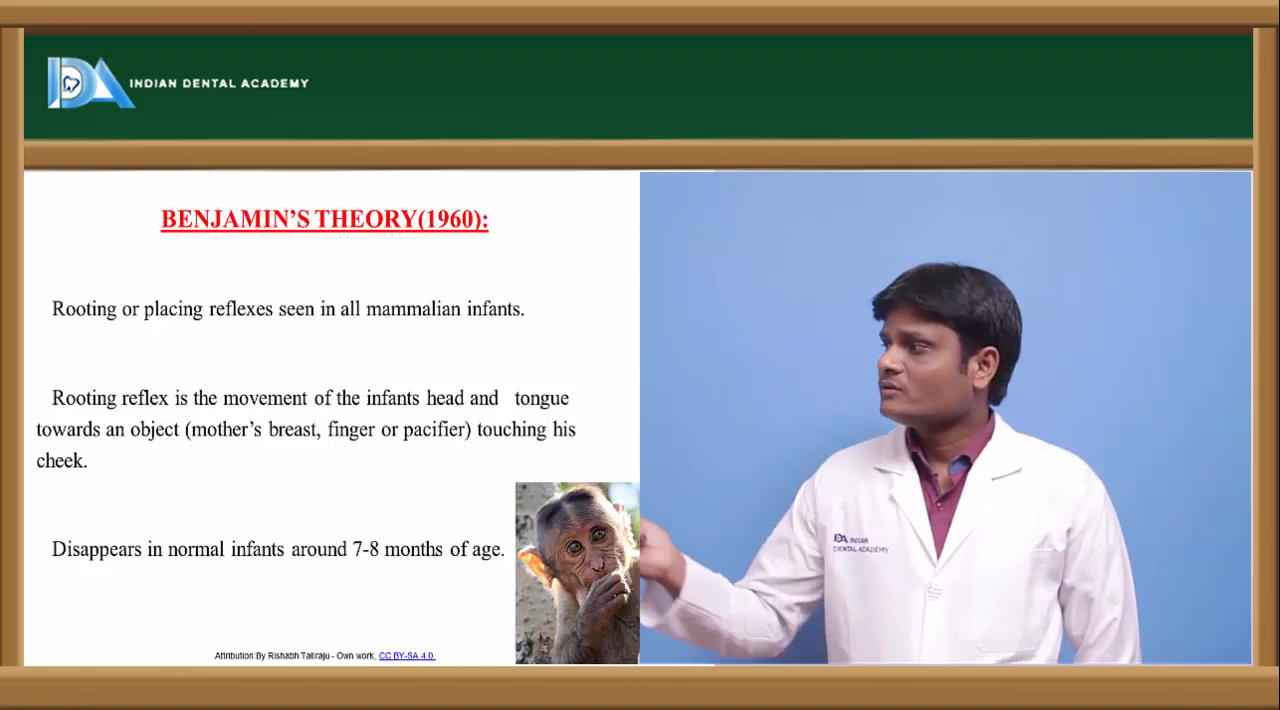 IDA INDIAN DENTAL ACADEMY
BENJAMIN'S THEORY(1960):
Rooting or placing reflexes seen in all mammalian infants.
Rooting reflex is the movement of the infants head and tongue
towards an object (mother's breast, finger or pacifier) touching his
cheek.
Disappears in normal infants around 7-8 months of age.
Attribution:By Rishabh Tatiraju - Own work, CC BY-SA 4.0
IDA INDIAN
DENTAL ACADEMY